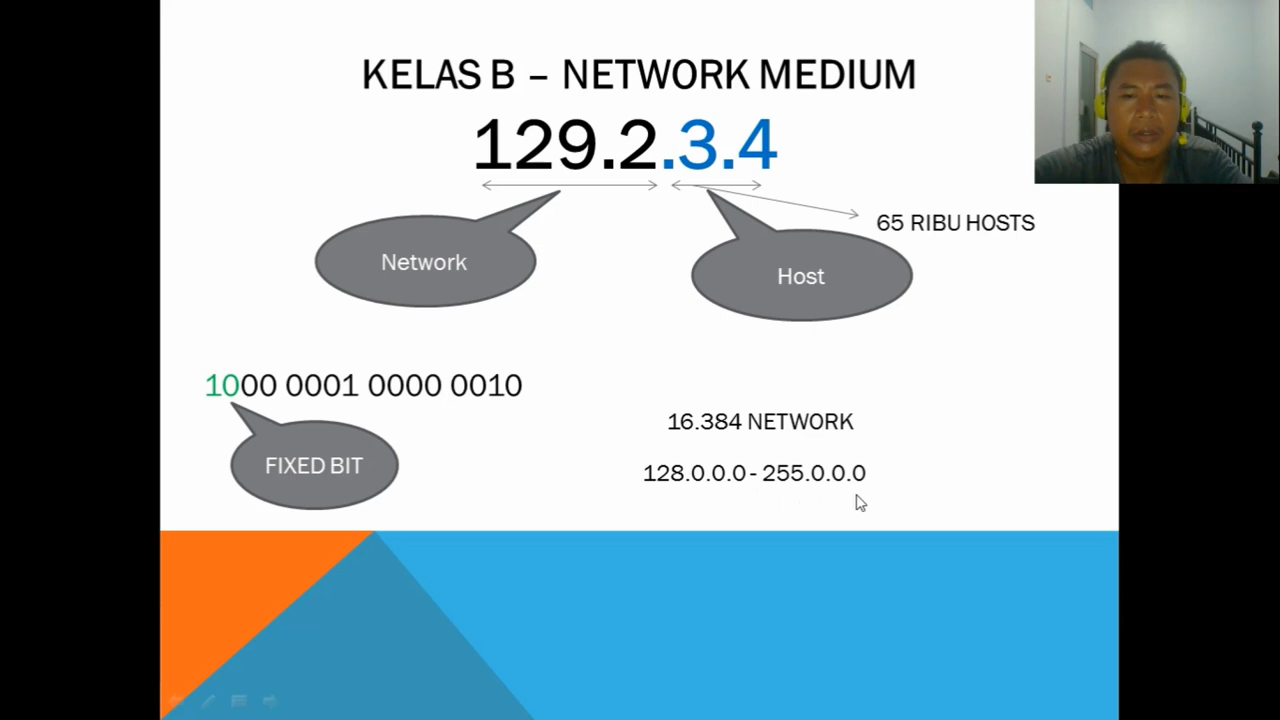 KELAS B – NETWORK MEDIUM
129.2.3.4
65 RIBU HOSTS
Network
Host
1000 0001 0000 0010
16.384 NETWORK
FIXED BIT
128.0.0.0 - 255.0.0.0